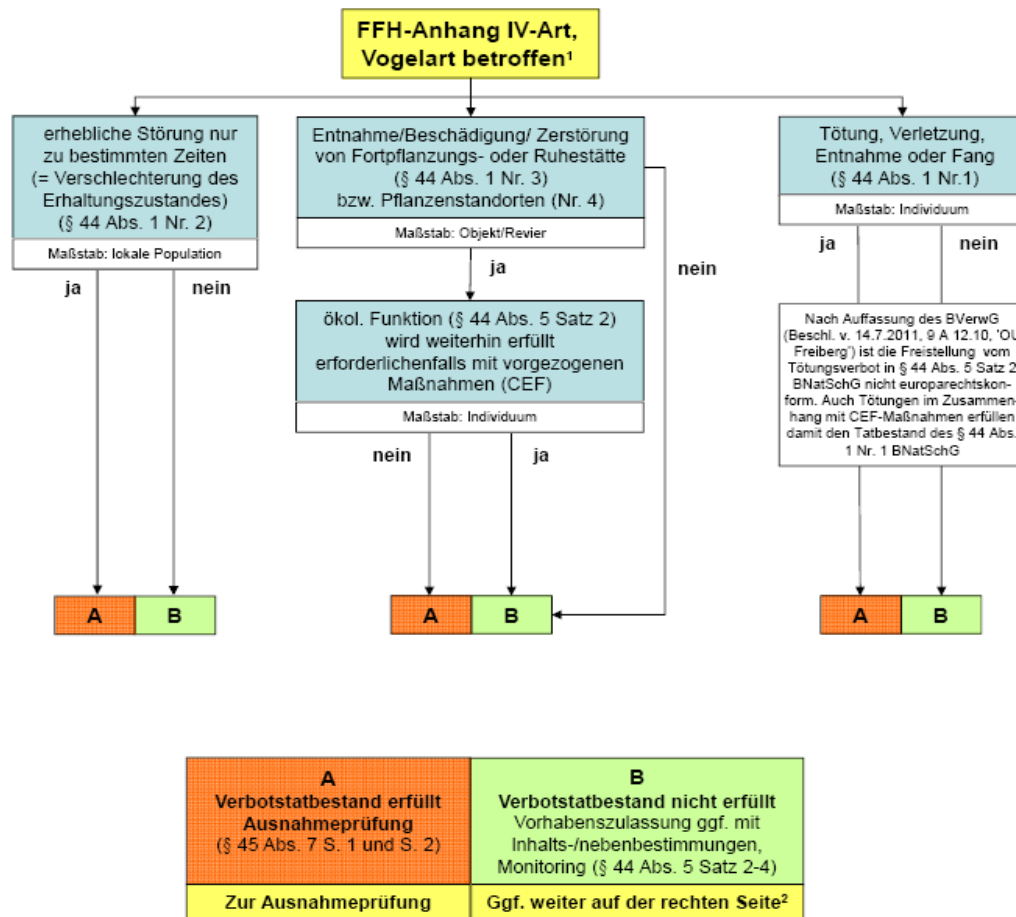 FFH-Anhang IV-Art,
Vogelart betroffen¹
erhebliche Störung nur
zu bestimmten Zeiten
(= Verschlechterung des
Erhaltungszustandes)
(§ 44 Abs. 1 Nr. 2)
Maßstab: lokale Population
ja
nein
Entnahme/Beschädigung/ Zerstörung
von Fortpflanzungs- oder Ruhestätte
(§ 44 Abs. 1 Nr. 3)
bzw. Pflanzenstandorten (Nr. 4)
Maßstab: Objekt/Revier
ja
nein
ökol. Funktion (§ 44 Abs. 5 Satz 2)
wird weiterhin erfüllt
erforderlichenfalls mit vorgezogenen
Maßnahmen (CEF)
Maßstab: Individuum
nein
ja
Tötung, Verletzung,
Entnahme oder Fang
(§ 44 Abs. 1 Nr.1)
Maßstab: Individuum
ja
nein
Nach Auffassung des BVerwG
(Beschl. v. 14.7.2011, 9 A 12.10, 'OU
Freiberg') ist die Freistellung vom
Tötungsverbot in § 44 Abs. 5 Satz 2
BNatSchG nicht europarechtskon-
form. Auch Tötungen im Zusammen-
hang mit CEF-Maßnahmen erfüllen
damit den Tatbestand des § 44 Abs.
1 Nr. 1 BNatSchG
A
B
A
B
A
B
A
Verbotstatbestand erfüllt
Ausnahmeprüfung
(§ 45 Abs. 7 S. 1 und S. 2)
Zur Ausnahmeprüfung
B
Verbotstatbestand nicht erfüllt
Vorhabenszulassung ggf. mit
Inhalts-/nebenbestimmungen,
Monitoring (§ 44 Abs. 5 Satz 2-4)
Ggf. weiter auf der rechten Seite²